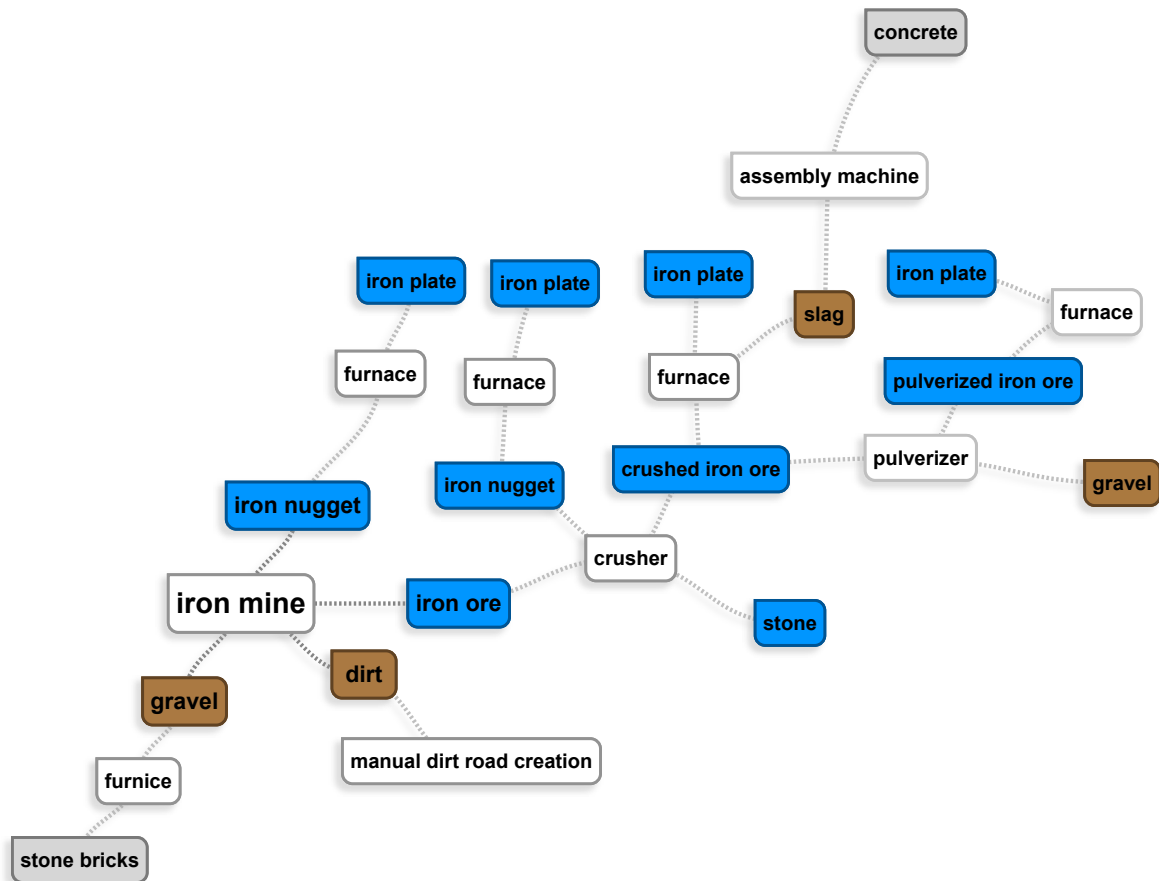 concrete
assembly machine
iron plate
iron plate
iron plate
iron plate
slag
furnace
furnace
furnace
furnace
pulverized iron ore
iron nugget
crushed iron ore
pulverizer
gravel
iron nugget
crusher
iron mine
iron ore
stone
gravel
dirt
furnice
manual dirt road creation
stone bricks